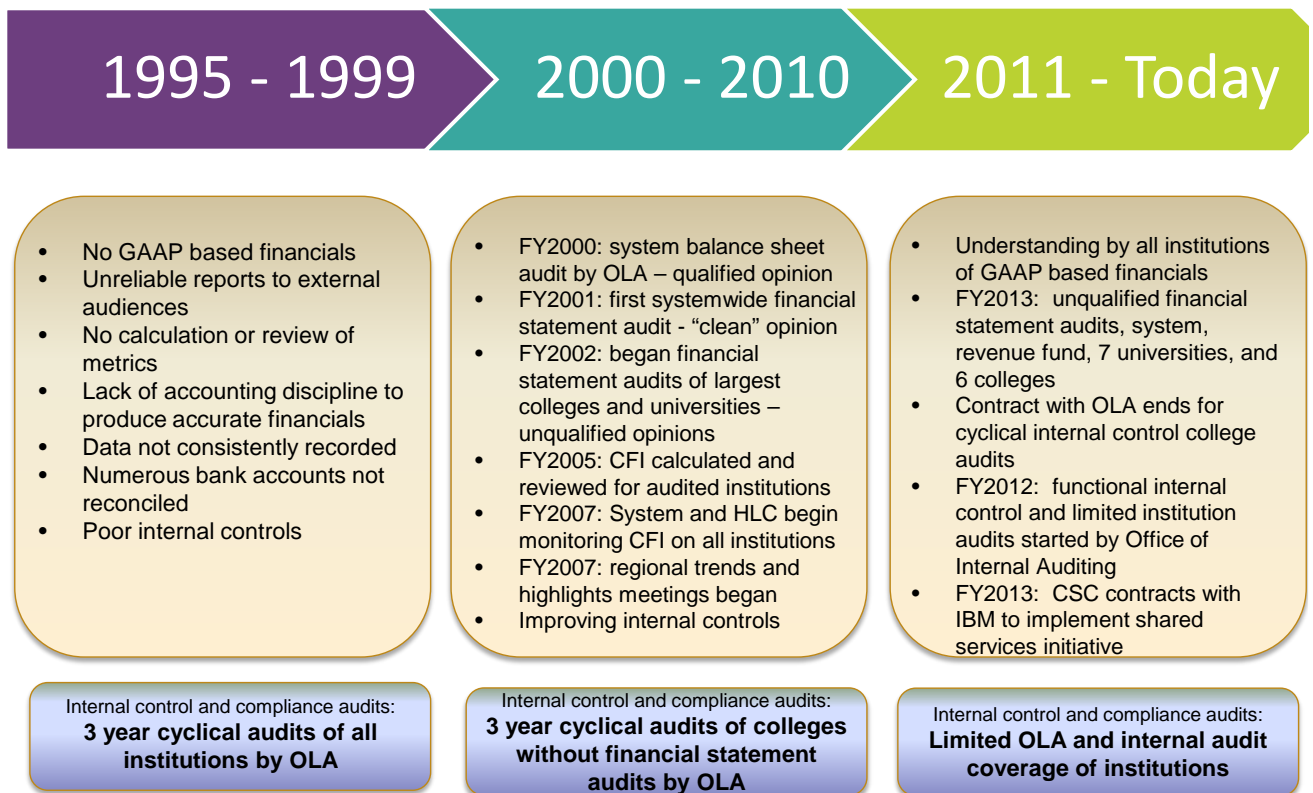 1995 - 1999
2000 - 2010
2011 - Today
• No GAAP based financials
• Unreliable reports to external
audiences
• No calculation or review of
metrics
• Lack of accounting discipline to
produce accurate financials
• Data not consistently recorded
• Numerous bank accounts not
reconciled
• Poor internal controls
• FY2000: system balance sheet
audit by OLA – qualified opinion
• FY2001: first systemwide financial
statement audit - “clean” opinion
• FY2002: began financial
statement audits of largest
colleges and universities –
unqualified opinions
• FY2005: CFI calculated and
reviewed for audited institutions
• FY2007: System and HLC begin
monitoring CFI on all institutions
• FY2007: regional trends and
highlights meetings began
• Improving internal controls
• Understanding by all institutions
of GAAP based financials
• FY2013: unqualified financial
statement audits, system,
revenue fund, 7 universities, and
6 colleges
• Contract with OLA ends for
cyclical internal control college
audits
• FY2012: functional internal
control and limited institution
audits started by Office of
Internal Auditing
• FY2013: CSC contracts with
IBM to implement shared
services initiative
Internal control and compliance audits:
3 year cyclical audits of all
institutions by OLA
Internal control and compliance audits:
3 year cyclical audits of colleges
without financial statement
audits by OLA
Internal control and compliance audits:
Limited OLA and internal audit
coverage of institutions